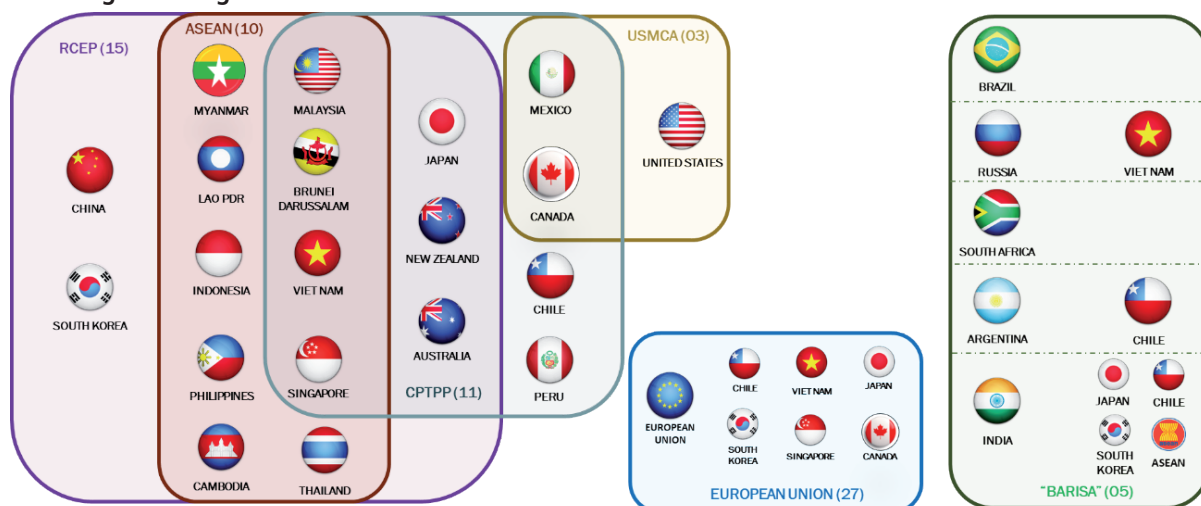 RCEP (15)
ASEAN (10)
USMCA (03)
MYANMAR
MALAYSIA
MEXICO
BRAZIL
JAPAN
UNITED STATES
CHINA
LAO PDR
BRUNEI
DARUSSALAM
CANADA
RUSSIA
VIET NAM
SOUTH AFRICA
NEW ZEALAND
INDONESIA
VIET NAM
CHILE
SOUTH KOREA
ARGENTINA
CHILE
AUSTRALIA
PHILIPPINES
SINGAPORE
CPTPP (11)
PERU
CHILE
VIET NAM
JAPAN
EUROPEAN
UNION
SOUTH
KOREA
SINGAPORE
CANADA
JAPAN
CHILE
INDIA
SOUTH
KOREA
ASEAN
CAMBODIA
THAILAND
EUROPEAN UNION (27)
"BARISA" (05)